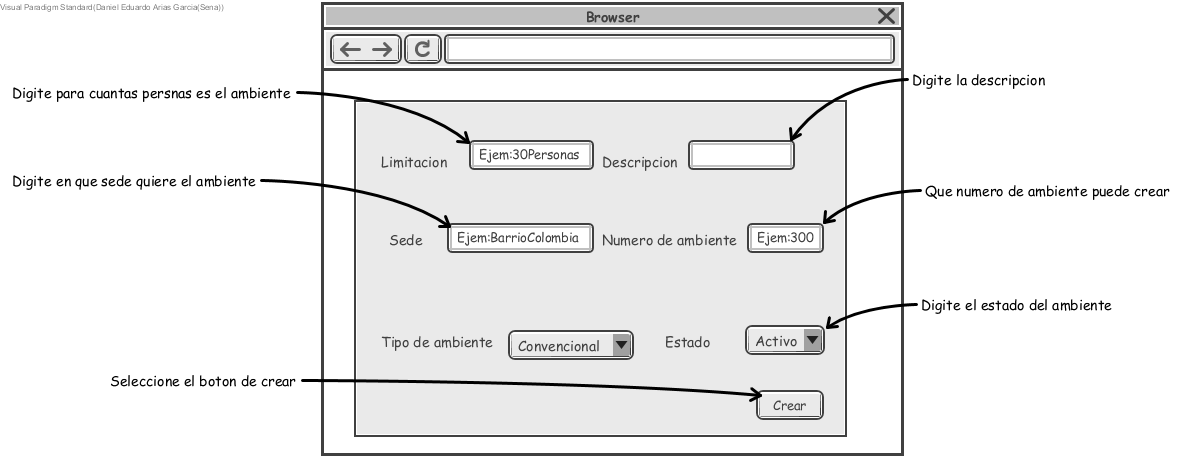 Visual Paradigm Standard(Daniel Eduardo Arias Garcia(Sena))
Browser
Digite para cuantas persnas es el ambiente
Digite la descripcion
Limitacion
Ejem:30Personas
Descripcion
Digite en que sede quiere el ambiente
Que numero de ambiente puede crear
Sede
Ejem:BarrioColombia
Numero de ambiente
Ejem:300
Digite el estado del ambiente
Tipo de ambiente
Convencional
Estado
Activo
Seleccione el boton de crear
Crear